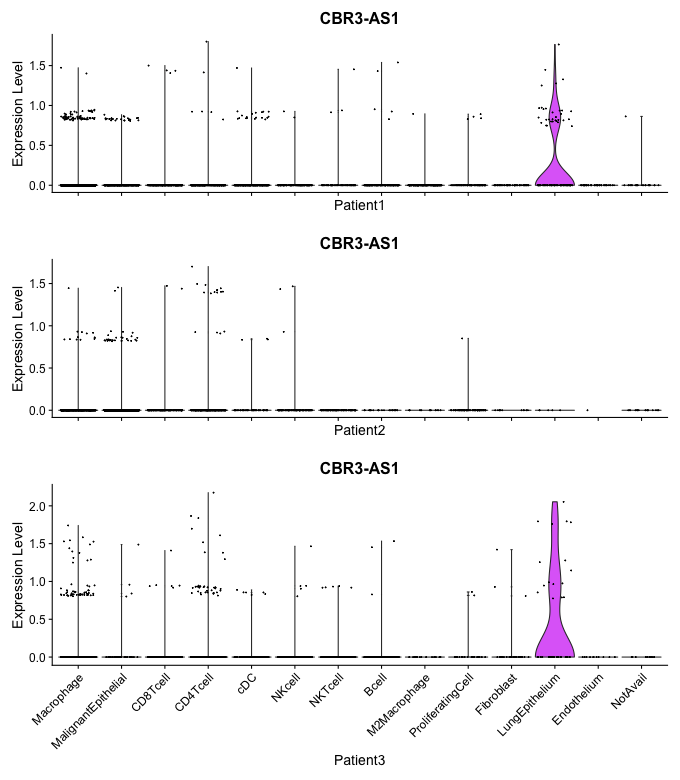 CBR3-AS1
Expression Level
1.5
1.0
0.5
0.0
Patient1
CBR3-AS1
Expression Level
1.5
1.0
0.5
0.0
Patient2
CBR3-AS1
Expression Level
2.0
1.5
1.0
0.5
0.0
Macrophage
MalignantEpithelial
CD8Tcell
CD4Tcell
cDC
NKcell
NKTcell
Bcell
M2Macrophage
ProliferatingCell
Fibroblast
LungEpithelium
Endothelium
NotAvail
Patient3